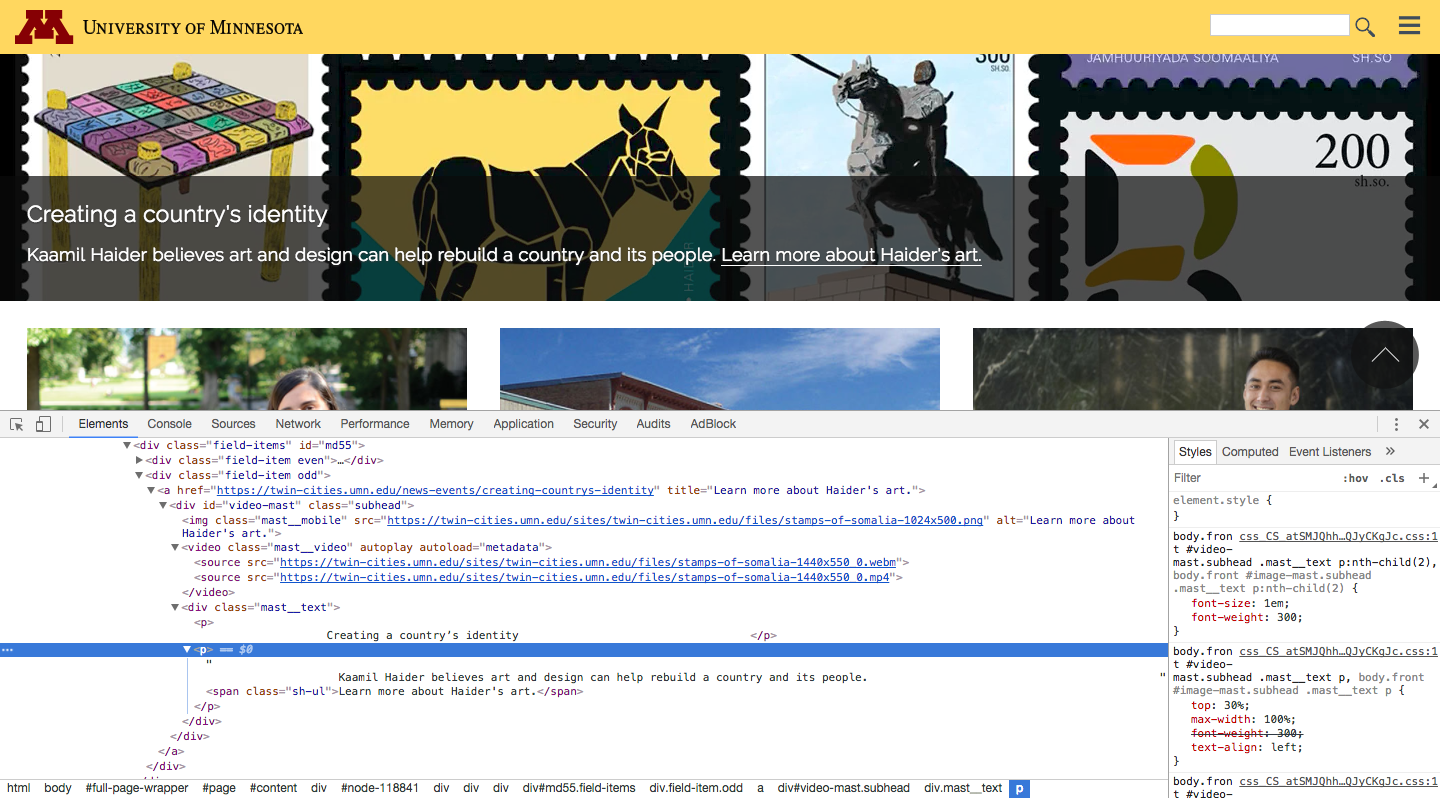 UNIVERSITY OF MINNESOTA
300
SH.SO.
JAMHUURIYADA SOOMAALIYA SH.SO
200
sh.so.
HAIDER
Creating a country's identity
Kaamil Haider believes art and design can help rebuild a country and its people. Learn more about Haider's art.
Elements Console Sources Network Performance Memory Application Security Audits AdBlock
<div class="field-items" id="md55">
<div class="field-item even">…</div>
<div class="field-item odd">
<a href="https://twin-cities.umn.edu/news-events/creating-countrys-identity" title="Learn more about Haider's art.">
<div id="video-mast" class="subhead">
<img class="mast__mobile" src="https://twin-cities.umn.edu/sites/twin-cities.umn.edu/files/stamps-of-somalia-1024x500.png" alt="Learn more about
Haider's art.">
<video class="mast__video" autoplay autoload="metadata">
<source src="https://twin-cities.umn.edu/sites/twin-cities.umn.edu/files/stamps-of-somalia-1440x550_0.webm">
<source src="https://twin-cities.umn.edu/sites/twin-cities.umn.edu/files/stamps-of-somalia-1440x550_0.mp4">
</video>
<div class="mast__text">
<p>
Creating a country’s identity </p>
… <p> == $0
"
Kaamil Haider believes art and design can help rebuild a country and its people. "
<span class="sh-ul">Learn more about Haider's art.</span>
</p>
</div>
</div>
</a>
</div>
html body #full-page-wrapper #page #content div #node-118841 div div div div#md55.field-items div.field-item.odd a div#video-mast.subhead div.mast__text p
Styles Computed Event Listeners »
Filter :hov .cls +
element.style {
}
body.fron css_CS_atSMJQhh…QJyCKgJc.css:1
t #video-
mast.subhead .mast__text p:nth-child(2),
body.front #image-mast.subhead
.mast__text p:nth-child(2) {
font-size: 1em;
font-weight: 300;
}
body.fron css_CS_atSMJQhh…QJyCKgJc.css:1
t #video-
mast.subhead .mast__text p, body.front
#image-mast.subhead .mast__text p {
top: 30%;
max-width: 100%;
font-weight: 300;
text-align: left;
}
body.fron css_CS_atSMJQhh…QJyCKgJc.css:1
t #video-